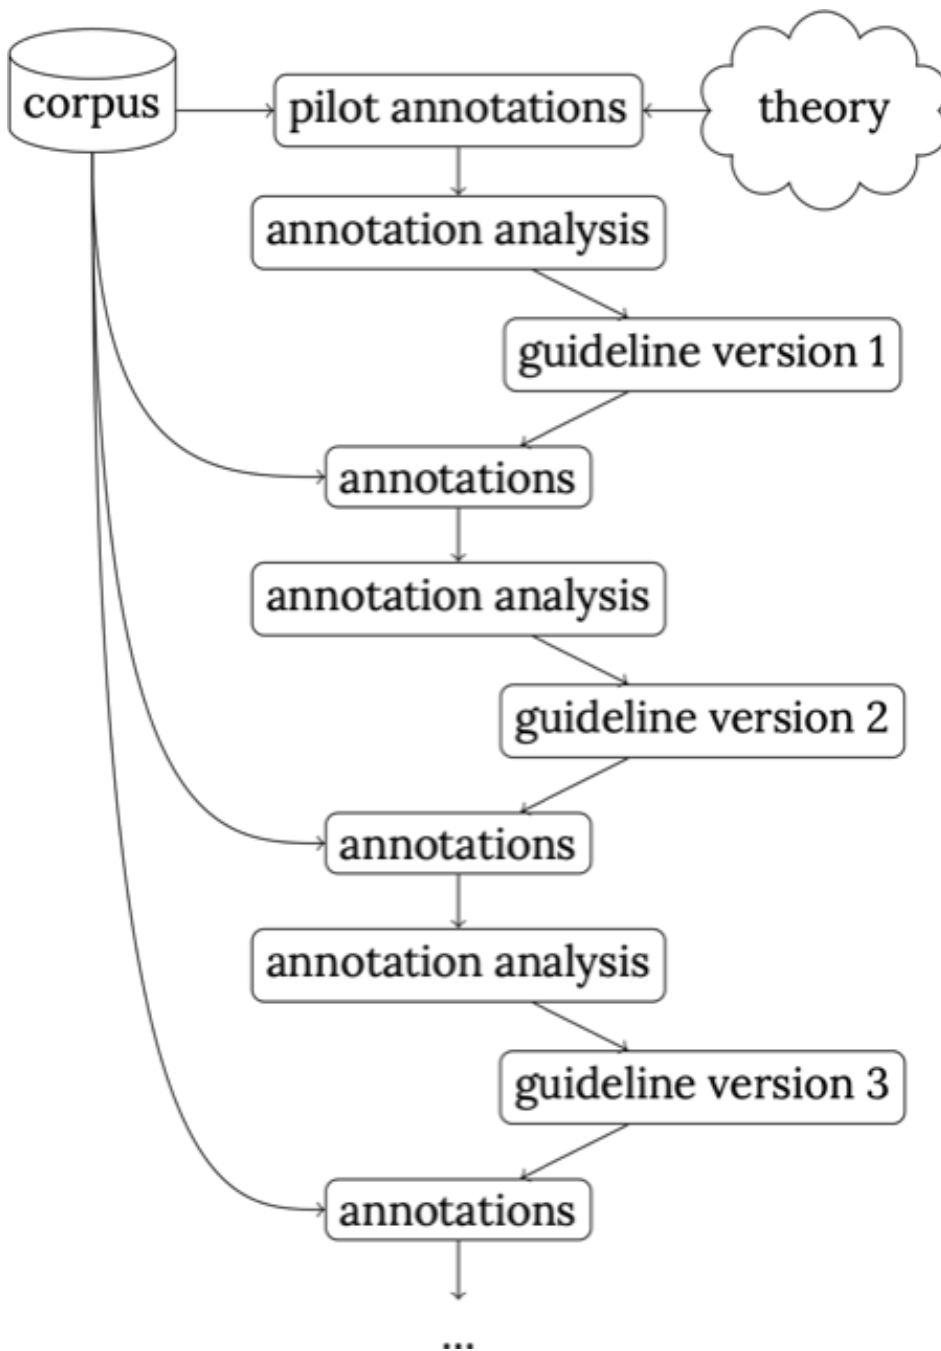 corpus
pilot annotations
theory
annotation analysis
guideline version 1
annotations
annotation analysis
guideline version 2
annotations
annotation analysis
guideline version 3
annotations
...